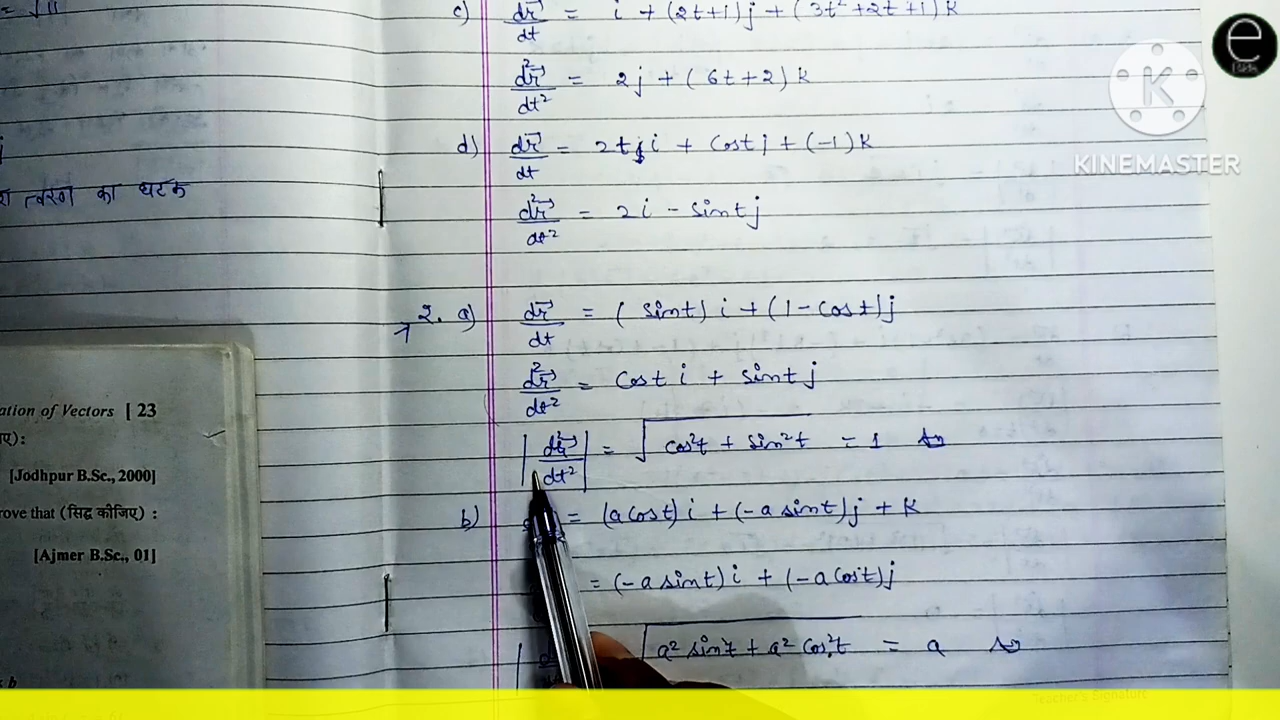 = √11
c) dr⃗/dt = i + (2t+1)j + (3t²+2t+1)k
d²r⃗/dt² = 2j + (6t+2)k
d) dr⃗/dt = 2t i + cost j + (-1)k
त्वरण का घटक
d²r⃗/dt² = 2i - sint j
2. a) dr⃗/dt = (sint)i + (1-cost)j
d²r⃗/dt² = cost i + sint j
|d²r⃗/dt²| = √cos²t + sin²t = 1
b) = (a cost)i + (-a sint)j + k
= (-a sint)i + (-a cost)j
√a² sin²t + a² cos²t = a
ation of Vectors | 23
[Jodhpur B.Sc., 2000]
rove that (सिद्ध कीजिए) :
[Ajmer B.Sc., 01]
e
KINEMASTER
Teacher's Signature